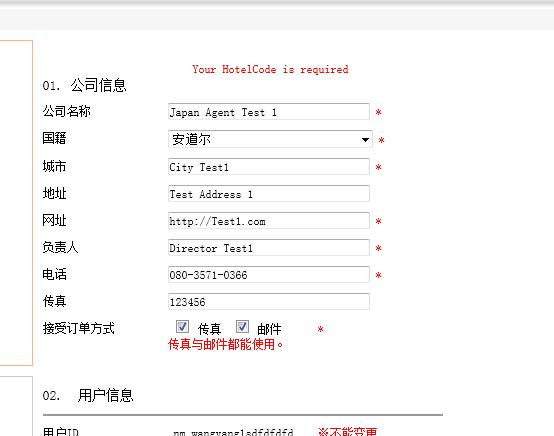 Your HotelCode is required
01. 公司信息
公司名称 Japan Agent Test 1 *
国籍 安道尔 *
城市 City Test1 *
地址 Test Address 1
网址 http://Test1.com *
负责人 Director Test1 *
电话 080-3571-0366 *
传真 123456
接受订单方式 传真 邮件 *
传真与邮件都能使用。
02. 用户信息
用户ID nm_wangyanglsdfdfdfd ※不能变更